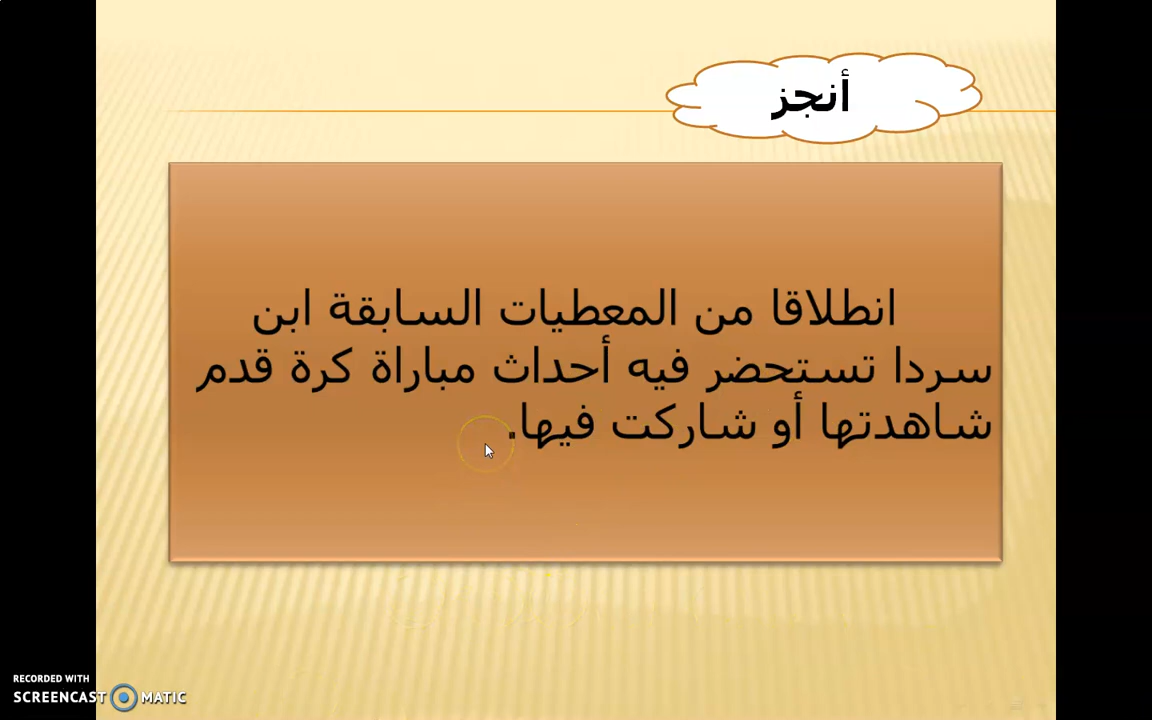 أنجز
انطلاقا من المعطيات السابقة ابن
سردا تستحضر فيه أحداث مباراة كرة قدم
شاهدتها أو شاركت فيها.
RECORDED WITH
SCREENCAST MATIC